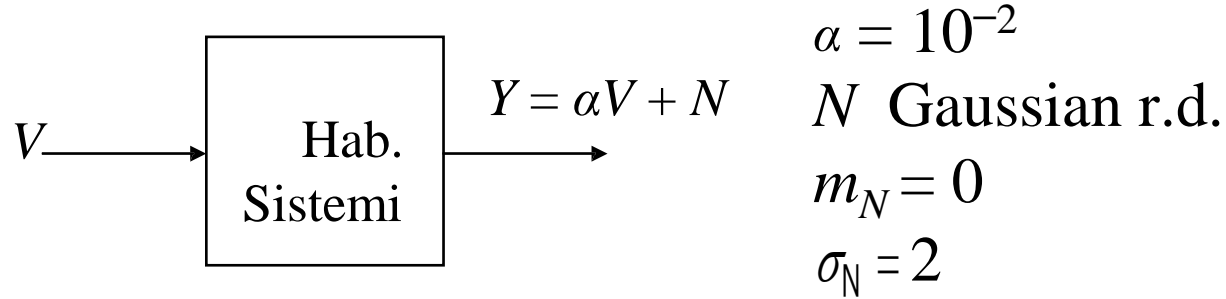 V
Hab.
Sistemi
Y = αV + N
α = 10⁻²
N Gaussian r.d.
m_N = 0
σ_N = 2